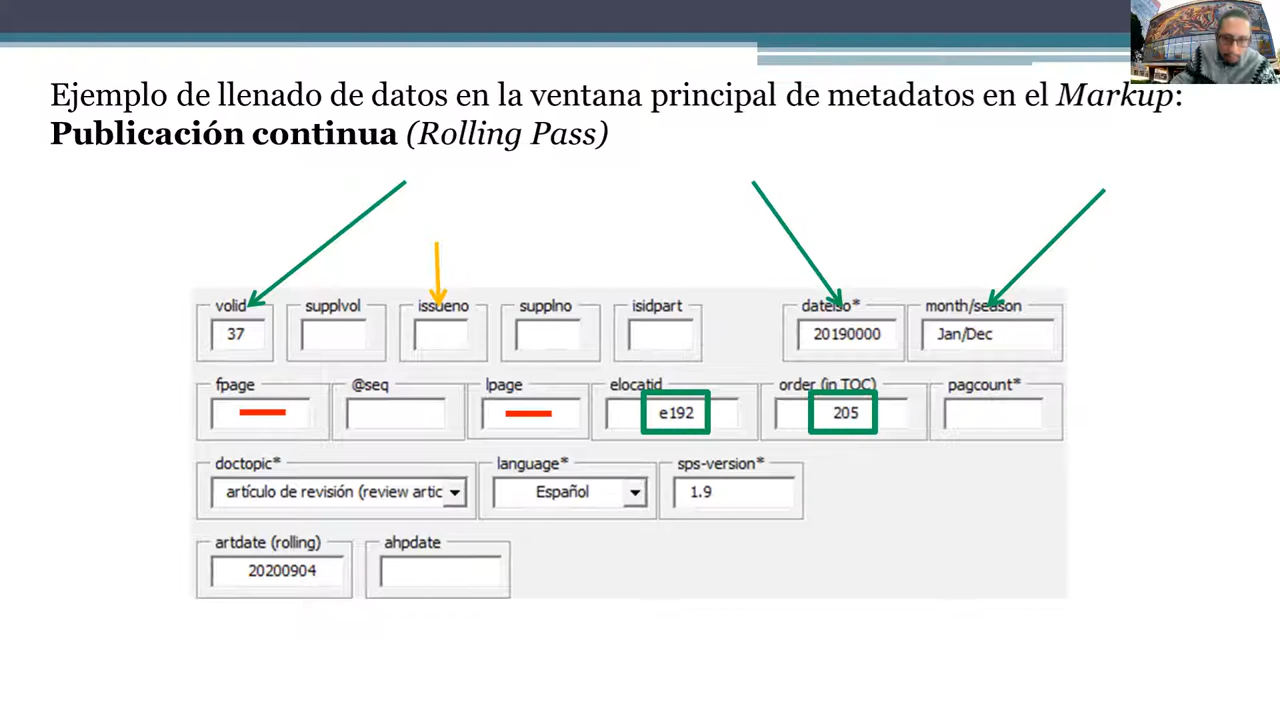 Ejemplo de llenado de datos en la ventana principal de metadatos en el Markup:
Publicación continua (Rolling Pass)
volid supplvol issueno supplno isidpart dateiso* month/season
37 20190000 Jan/Dec
fpage @seq lpage elocatid order (in TOC) pagcount*
e192 205
doctopic* language* sps-version*
artículo de revisión (review artic Español 1.9
artdate (rolling) ahpdate
20200904